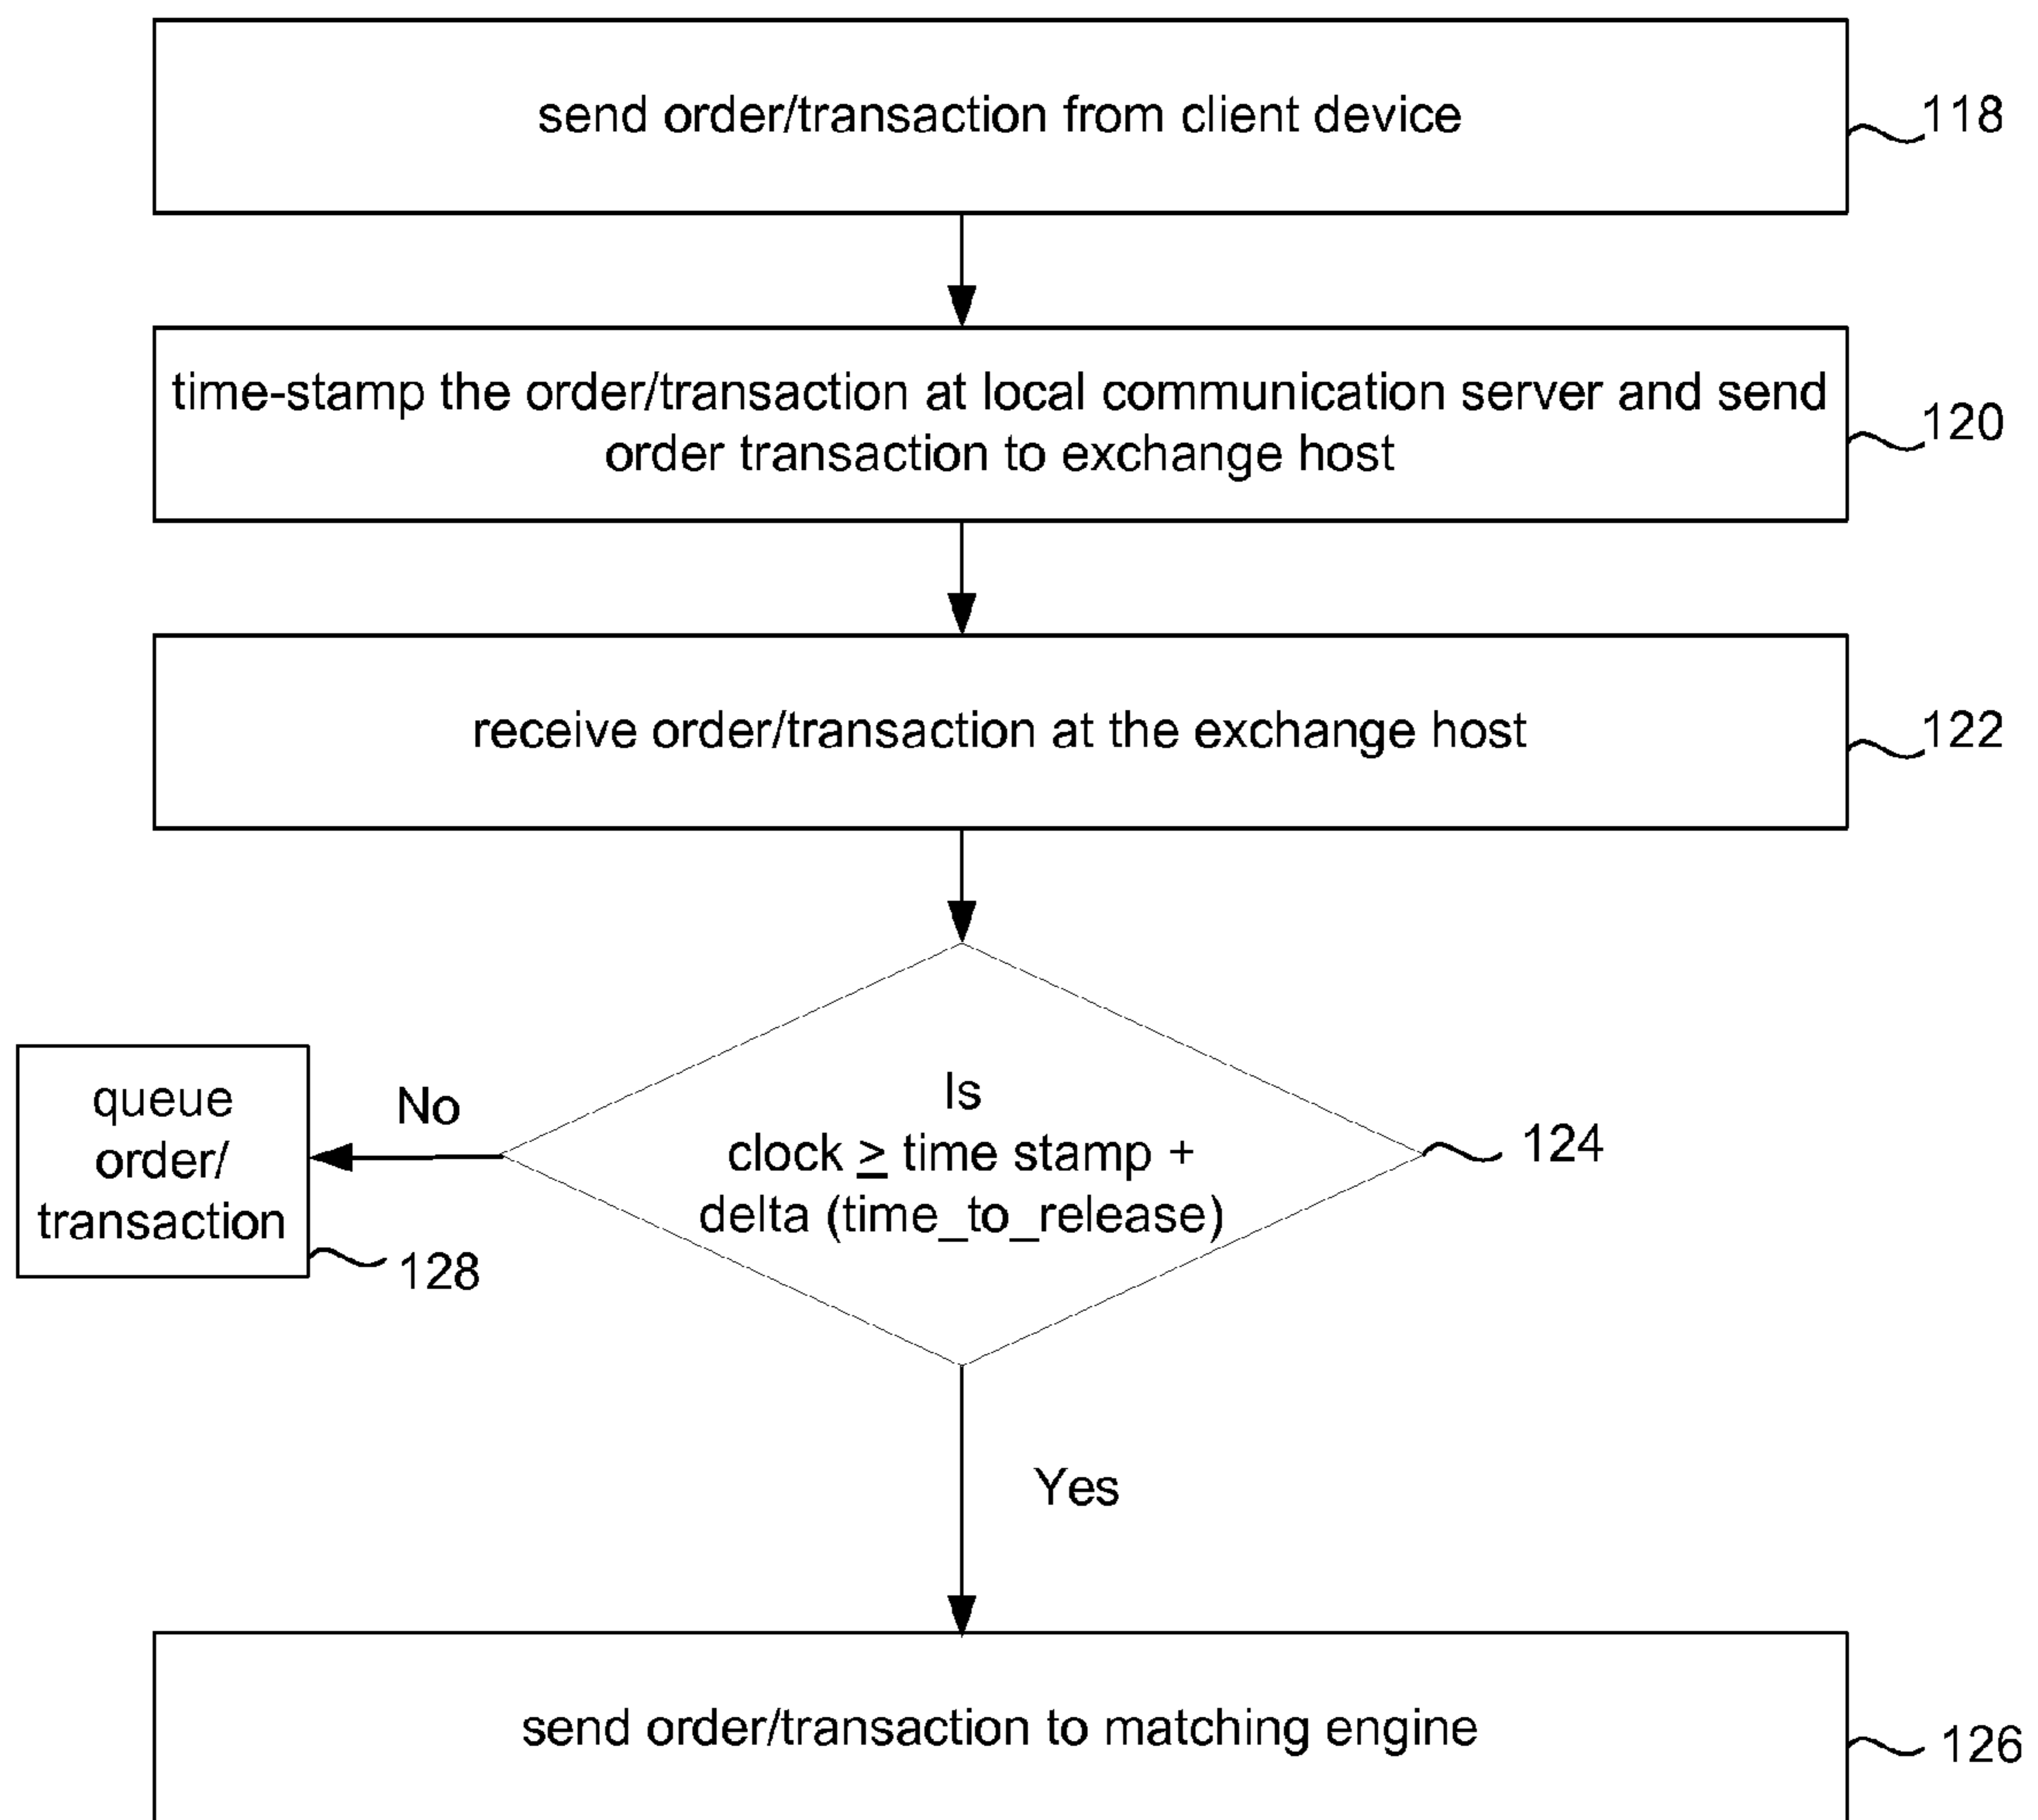 send order/transaction from client device
118
time-stamp the order/transaction at local communication server and send
order transaction to exchange host
120
receive order/transaction at the exchange host
122
Is
clock ≥ time stamp +
delta (time_to_release)
124
No
queue
order/
transaction
128
Yes
send order/transaction to matching engine
126